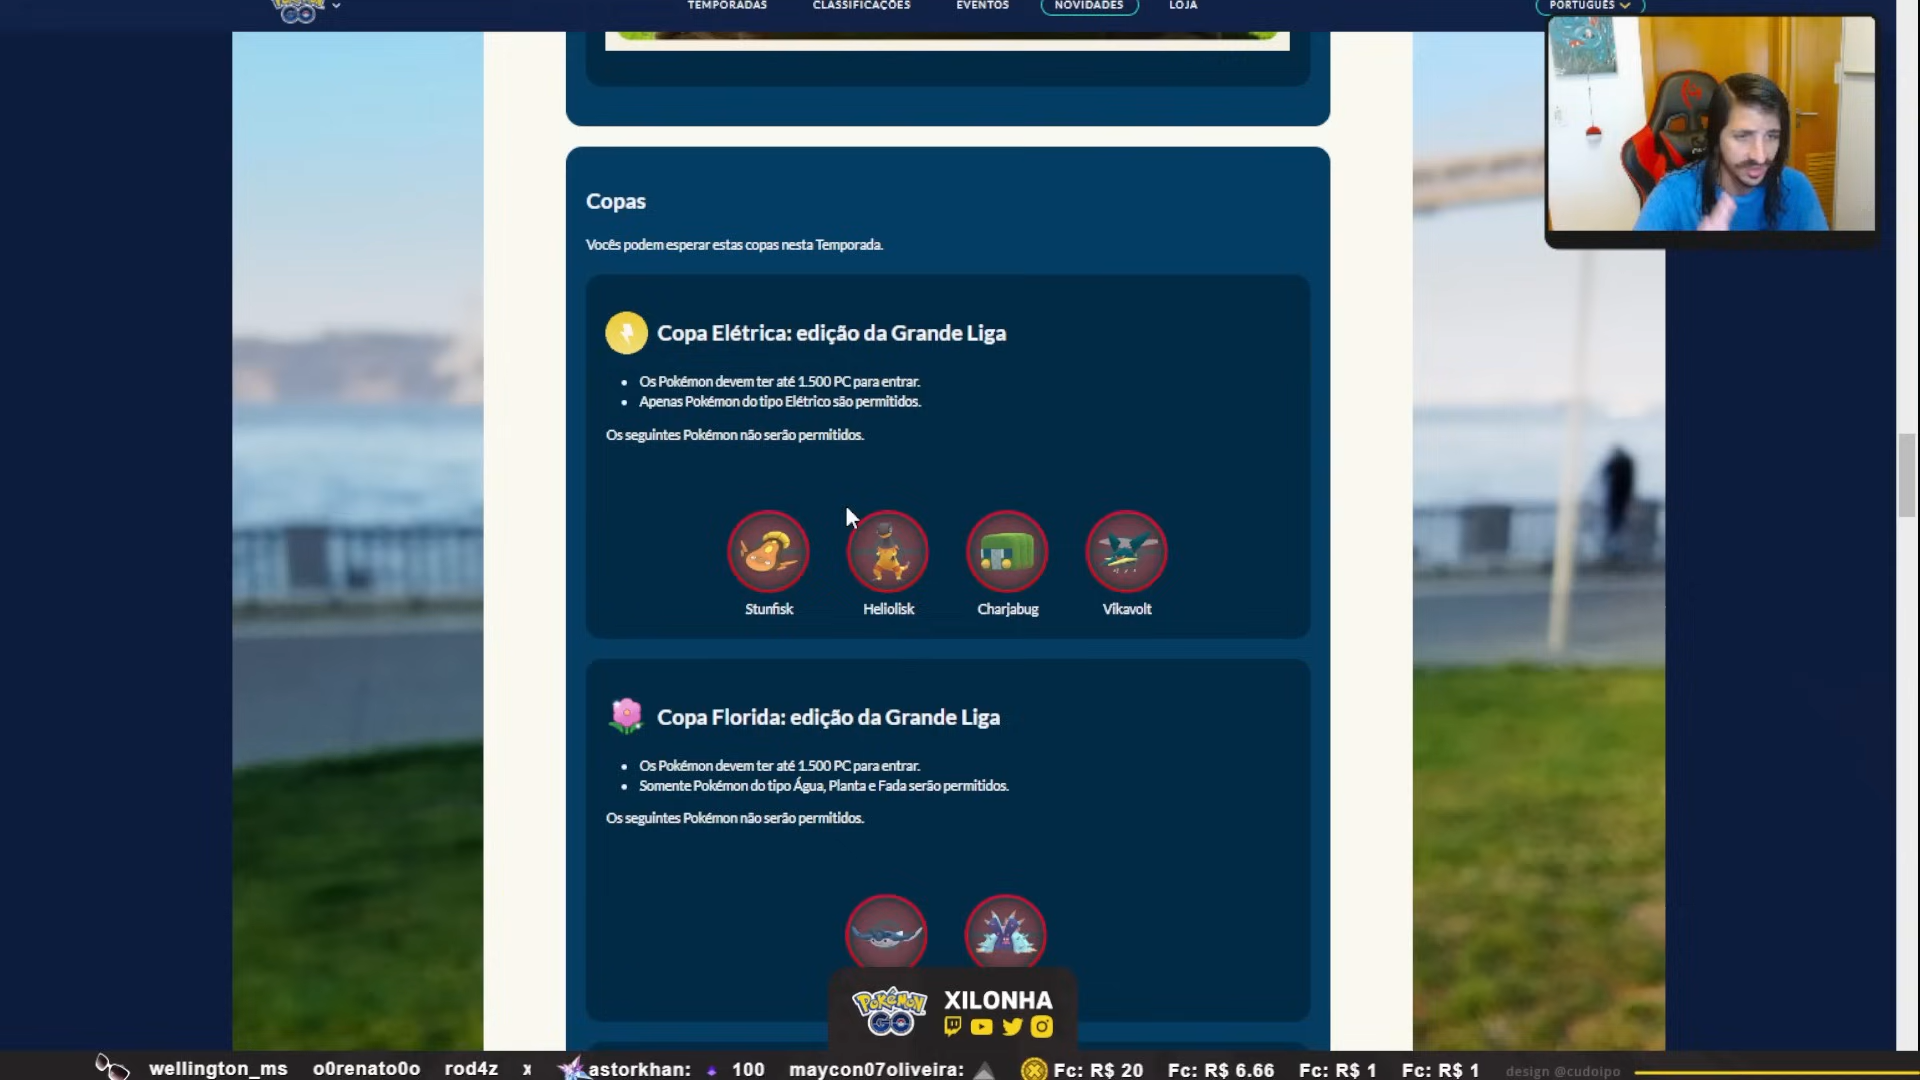 TEMPORADAS CLASSIFICAÇÕES EVENTOS NOVIDADES LOJA PORTUGUÊS
GO
Copas
Vocês podem esperar estas copas nesta Temporada.
Copa Elétrica: edição da Grande Liga
• Os Pokémon devem ter até 1.500 PC para entrar.
• Apenas Pokémon do tipo Elétrico são permitidos.
Os seguintes Pokémon não serão permitidos.
Stunfisk Heliolisk Charjabug Vikavolt
Copa Florida: edição da Grande Liga
• Os Pokémon devem ter até 1.500 PC para entrar.
• Somente Pokémon do tipo Água, Planta e Fada serão permitidos.
Os seguintes Pokémon não serão permitidos.
POKÉMON GO
XILONHA
wellington_ms o0renato0o rod4z x astorkhan: 100 maycon07oliveira: Fc: R$ 20 Fc: R$ 6.66 Fc: R$ 1 Fc: R$ 1 design @cudoipo